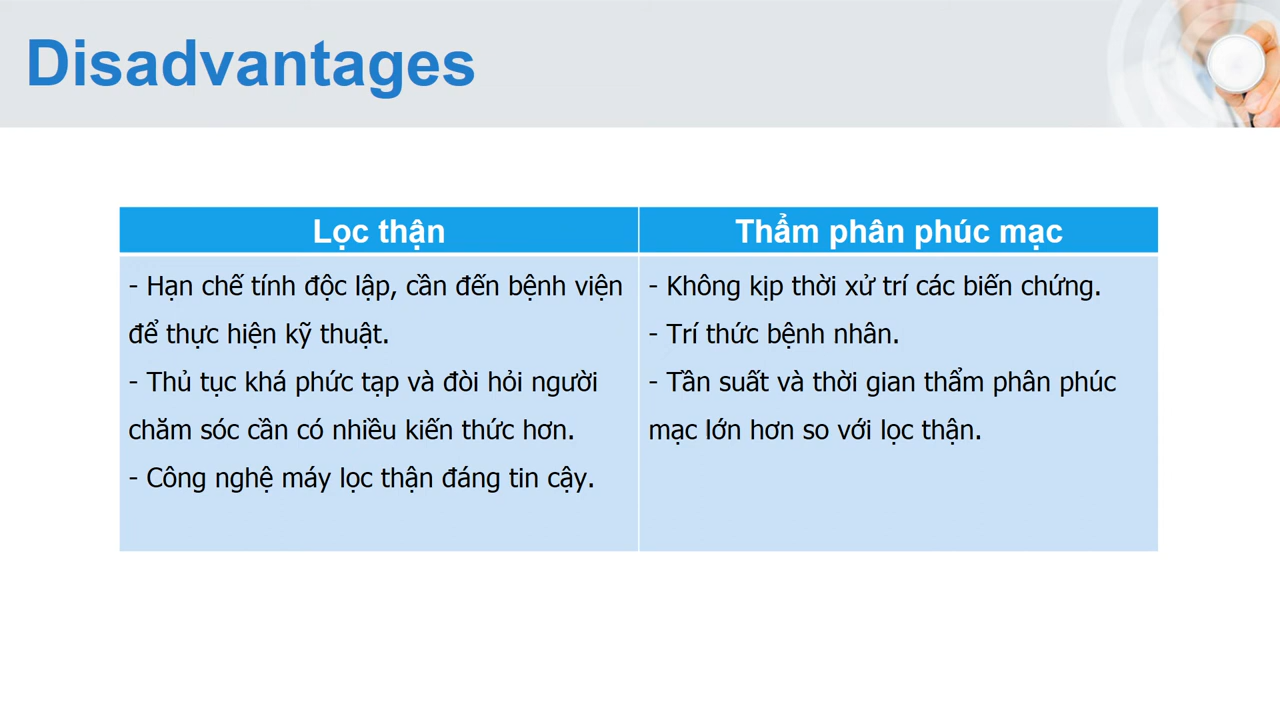 Disadvantages
Lọc thận
Thẩm phân phúc mạc
- Hạn chế tính độc lập, cần đến bệnh viện
để thực hiện kỹ thuật.
- Thủ tục khá phức tạp và đòi hỏi người
chăm sóc cần có nhiều kiến thức hơn.
- Công nghệ máy lọc thận đáng tin cậy.
- Không kịp thời xử trí các biến chứng.
- Trí thức bệnh nhân.
- Tần suất và thời gian thẩm phân phúc
mạc lớn hơn so với lọc thận.